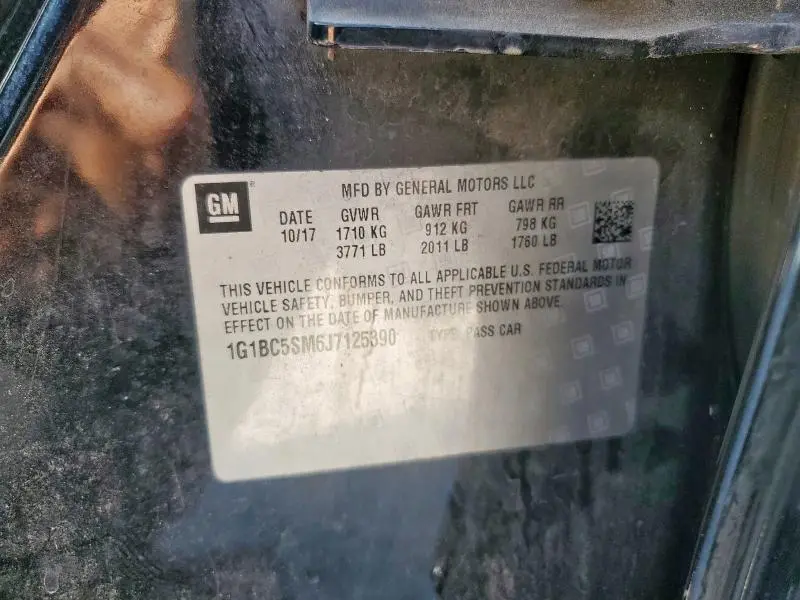 GM
MFD BY GENERAL MOTORS LLC
DATE GVWR GAWR FRT GAWR RR
10/17 1710 KG 912 KG 798 KG
3771 LB 2011 LB 1760 LB
THIS VEHICLE CONFORMS TO ALL APPLICABLE U.S. FEDERAL MOTOR
VEHICLE SAFETY, BUMPER, AND THEFT PREVENTION STANDARDS IN
EFFECT ON THE DATE OF MANUFACTURE SHOWN ABOVE.
1G1BC5SM6J7125390 TYPE: PASS CAR